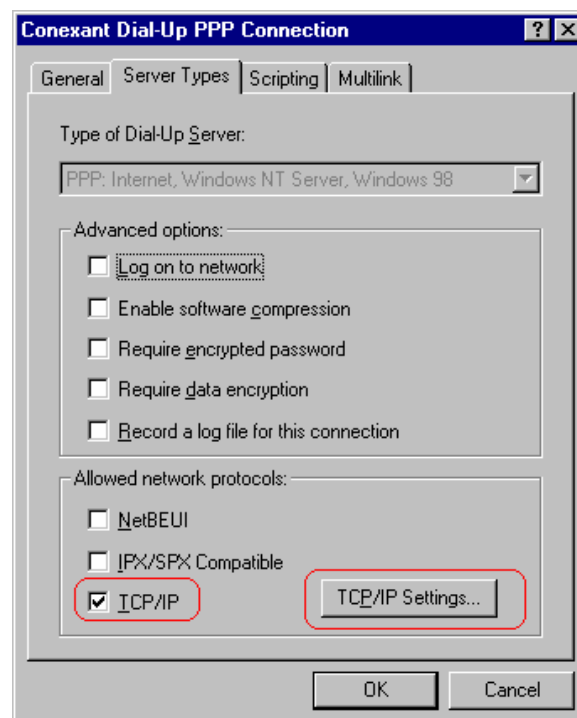 Conexant Dial-Up PPP Connection
General Server Types Scripting Multilink
Type of Dial-Up Server:
PPP: Internet, Windows NT Server, Windows 98
Advanced options:
Log on to network
Enable software compression
Require encrypted password
Require data encryption
Record a log file for this connection
Allowed network protocols:
NetBEUI
IPX/SPX Compatible
TCP/IP TCP/IP Settings...
OK Cancel